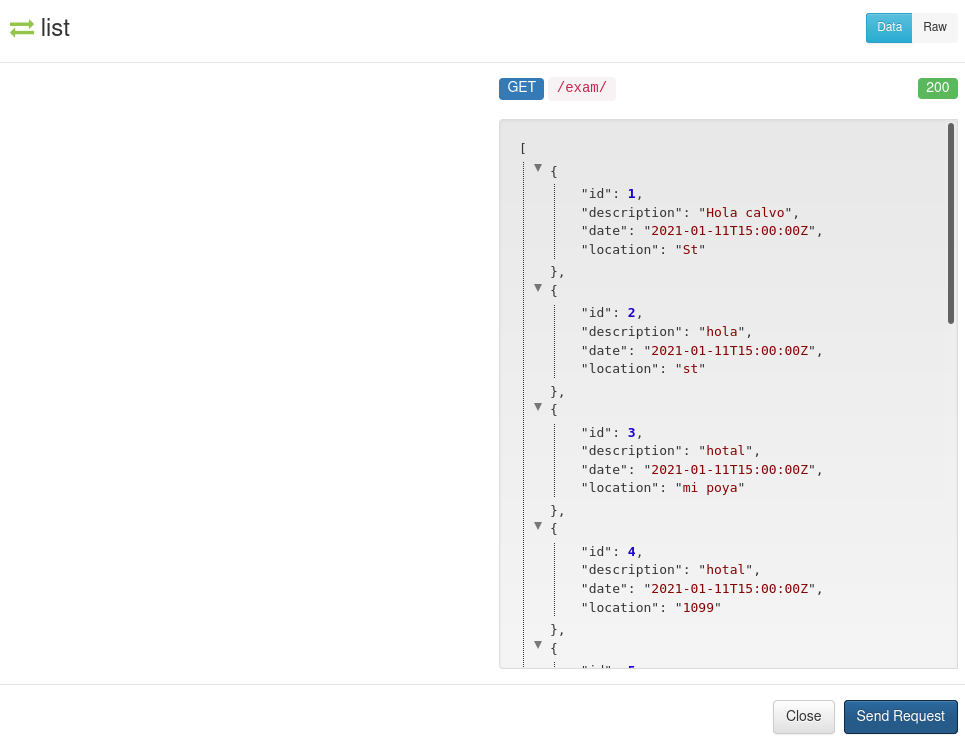 list
Data Raw
GET /exam/ 200
[
{
"id": 1,
"description": "Hola calvo",
"date": "2021-01-11T15:00:00Z",
"location": "St"
},
{
"id": 2,
"description": "hola",
"date": "2021-01-11T15:00:00Z",
"location": "st"
},
{
"id": 3,
"description": "hotal",
"date": "2021-01-11T15:00:00Z",
"location": "mi poya"
},
{
"id": 4,
"description": "hotal",
"date": "2021-01-11T15:00:00Z",
"location": "1099"
},
{
Close Send Request